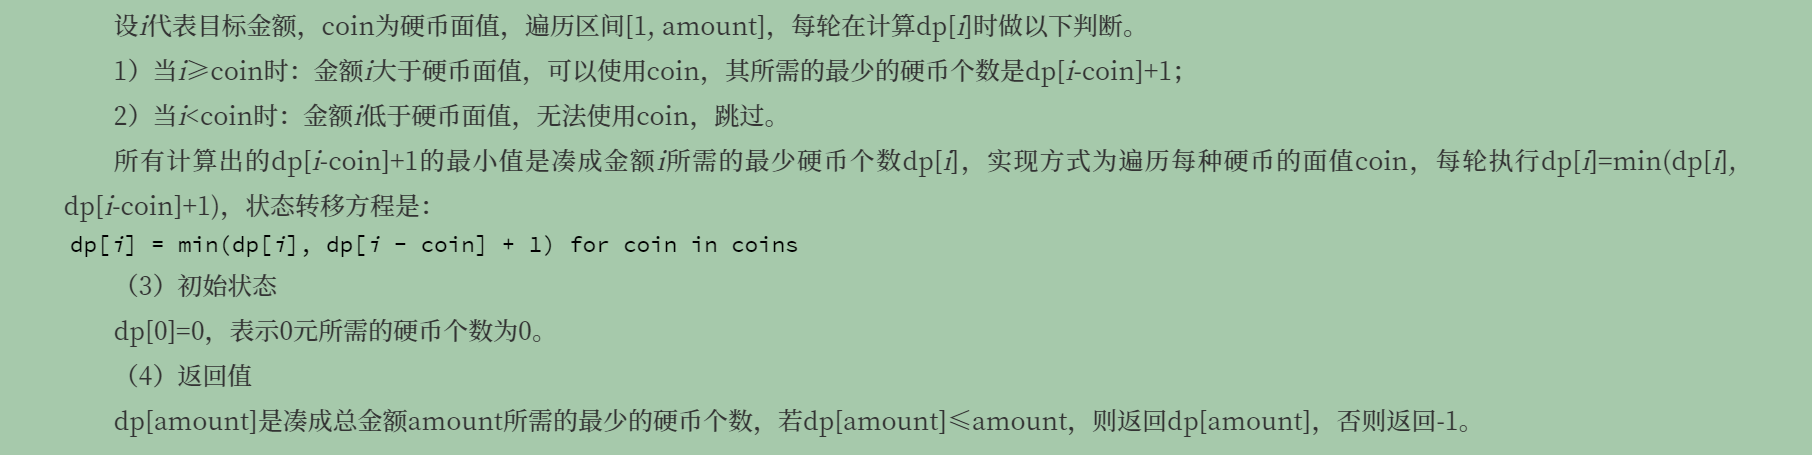 设i代表目标金额，coin为硬币面值，遍历区间[1, amount]，每轮在计算dp[i]时做以下判断。
1）当i⩾coin时：金额i大于硬币面值，可以使用coin，其所需的最少的硬币个数是dp[i-coin]+1；
2）当i<coin时：金额i低于硬币面值，无法使用coin，跳过。
所有计算出的dp[i-coin]+1的最小值是凑成金额i所需的最少硬币个数dp[i]，实现方式为遍历每种硬币的面值coin，每轮执行dp[i]=min(dp[i],
dp[i-coin]+1)，状态转移方程是：
dp[i] = min(dp[i], dp[i - coin] + 1) for coin in coins
（3）初始状态
dp[0]=0，表示0元所需的硬币个数为0。
（4）返回值
dp[amount]是凑成总金额amount所需的最少的硬币个数，若dp[amount]⩽amount，则返回dp[amount]，否则返回-1。